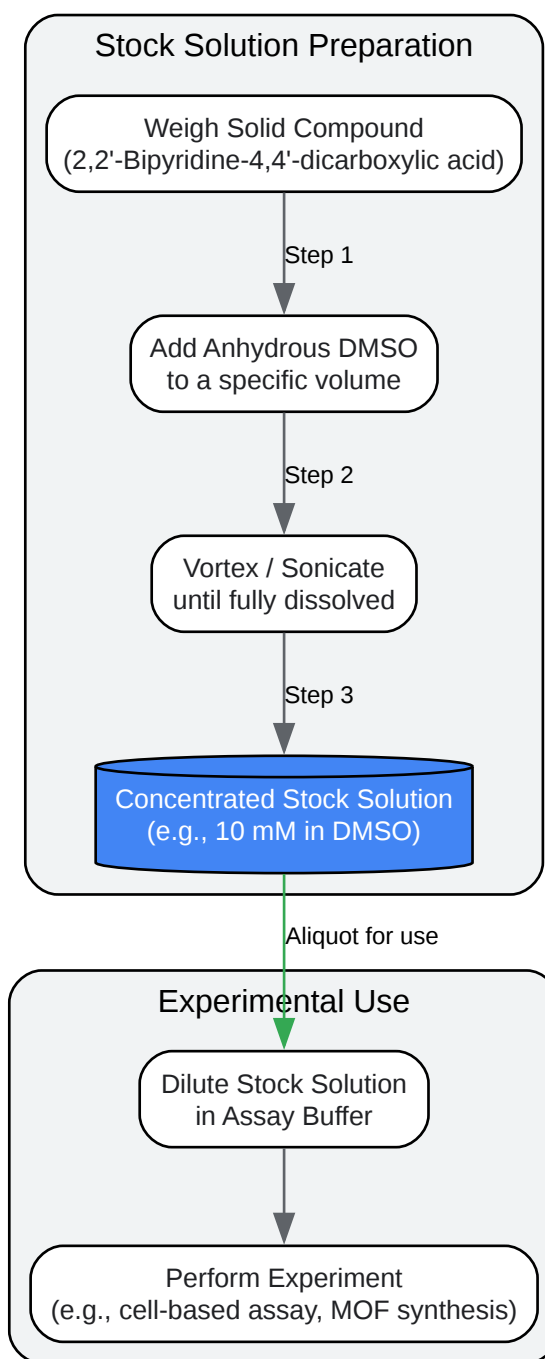 Stock Solution Preparation
Weigh Solid Compound
(2,2'-Bipyridine-4,4'-dicarboxylic acid)
Step 1
Add Anhydrous DMSO
to a specific volume
Step 2
Vortex / Sonicate
until fully dissolved
Step 3
Concentrated Stock Solution
(e.g., 10 mM in DMSO)
Aliquot for use
Experimental Use
Dilute Stock Solution
in Assay Buffer
Perform Experiment
(e.g., cell-based assay, MOF synthesis)